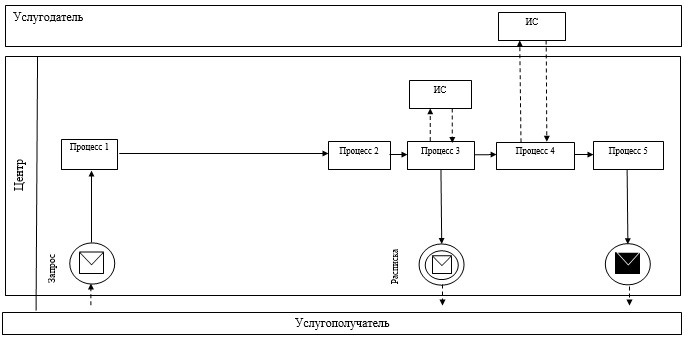 Услугодатель
ИС
ИС
Центр
Процесс 1
Процесс 2
Процесс 3
Процесс 4
Процесс 5
Запрос
Расписка
Услугополучатель